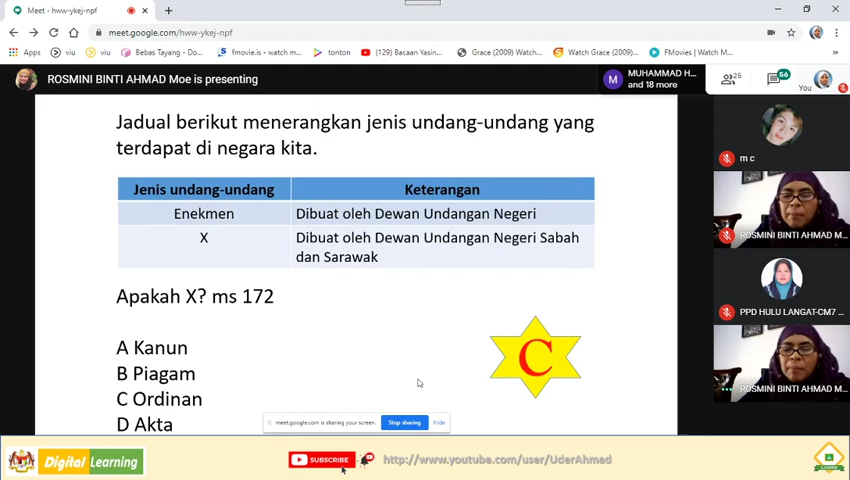 Meet - hww-ykej-npf
meet.google.com/hww-ykej-npf
Apps
viu
viu
Bebas Tayang - Do...
fmovie.is - watch m...
tonton
(129) Bacaan Yasin...
Grace (2009) Watch...
Watch Grace (2009)...
FMovies | Watch M...
ROSMINI BINTI AHMAD Moe is presenting
M
MUHAMMAD H...
and 18 more
25
56
You
Jadual berikut menerangkan jenis undang-undang yang
terdapat di negara kita.
Jenis undang-undang Keterangan
Enekmen Dibuat oleh Dewan Undangan Negeri
X Dibuat oleh Dewan Undangan Negeri Sabah
dan Sarawak
Apakah X? ms 172
A Kanun
B Piagam
C Ordinan
D Akta
C
m c
ROSMINI BINTI AHMAD M...
PPD HULU LANGAT-CM7 ...
ROSMINI BINTI AHMAD M...
meet.google.com is sharing your screen.
Stop sharing
Hide
Digital Learning
SUBSCRIBE
http://www.youtube.com/user/UderAhmad